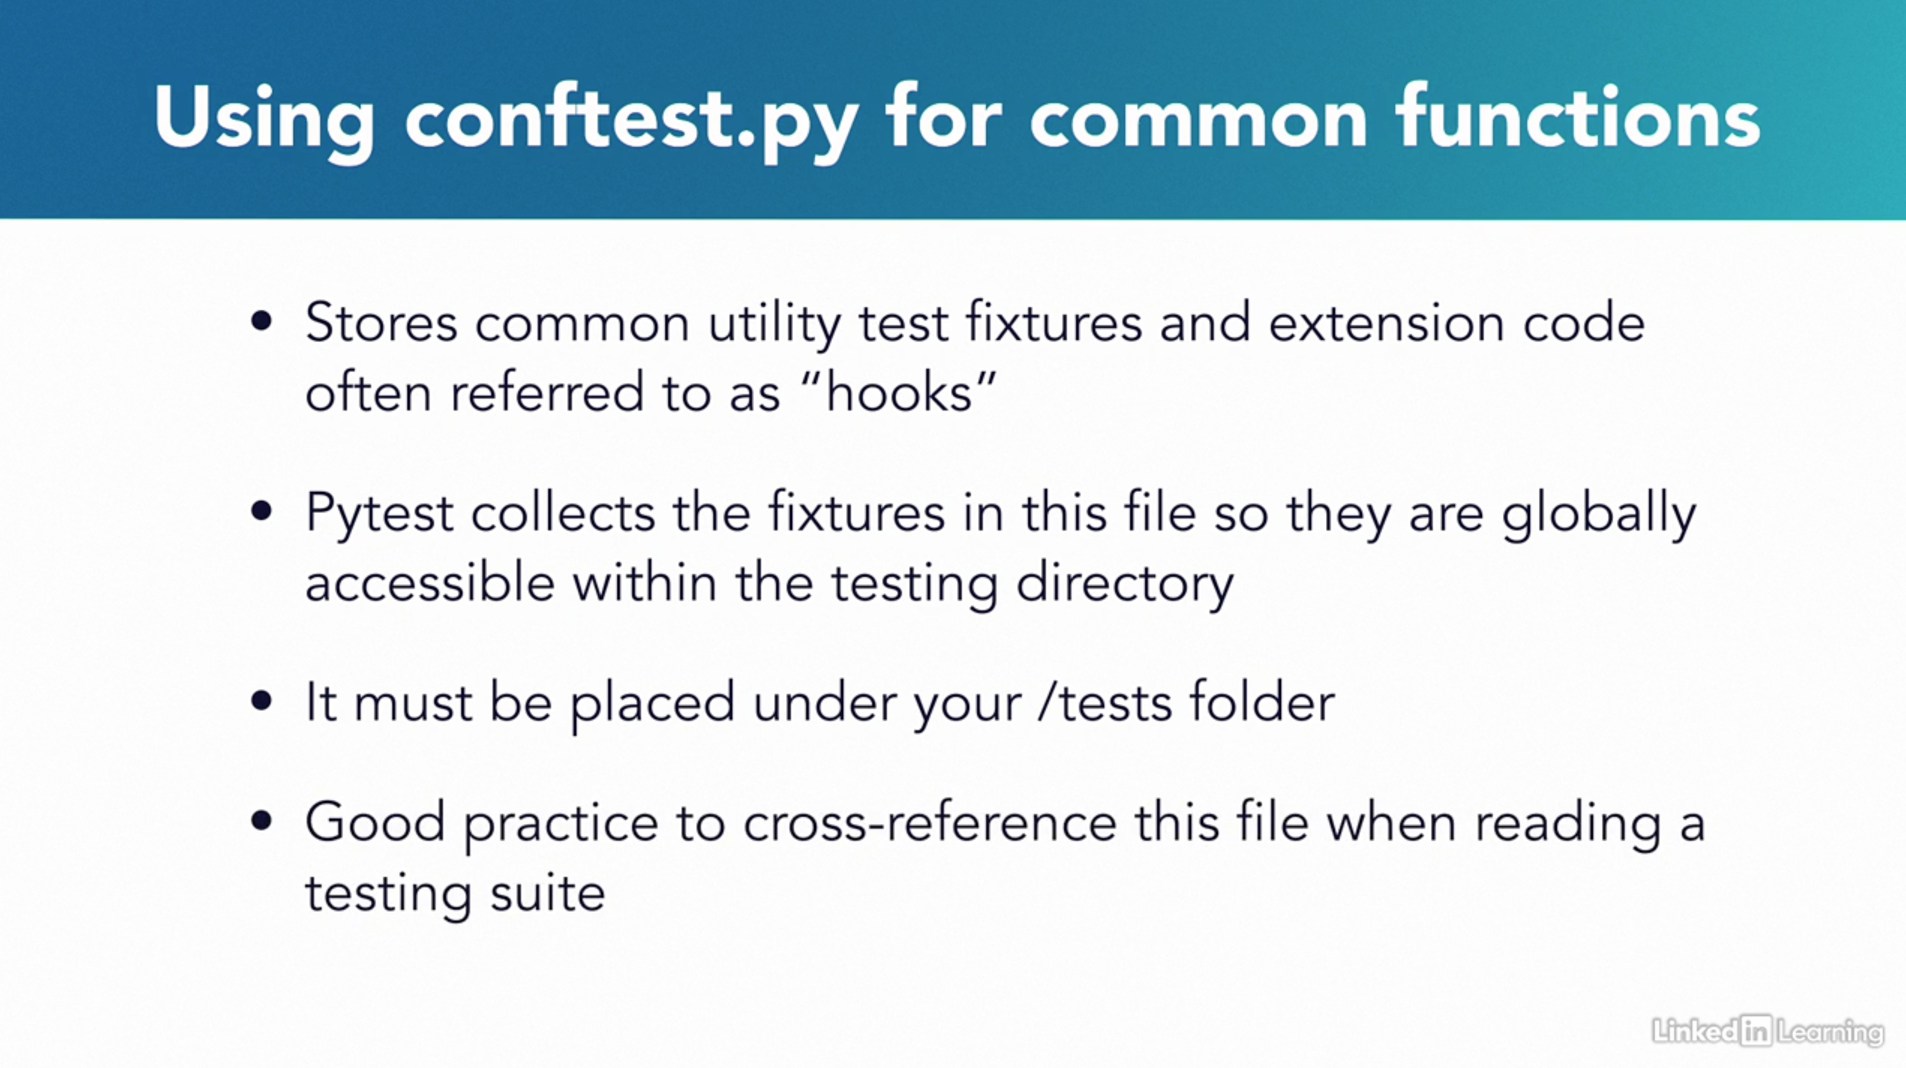 Using conftest.py for common functions
• Stores common utility test fixtures and extension code
often referred to as “hooks”
• Pytest collects the fixtures in this file so they are globally
accessible within the testing directory
• It must be placed under your /tests folder
• Good practice to cross-reference this file when reading a
testing suite
Linked in Learning